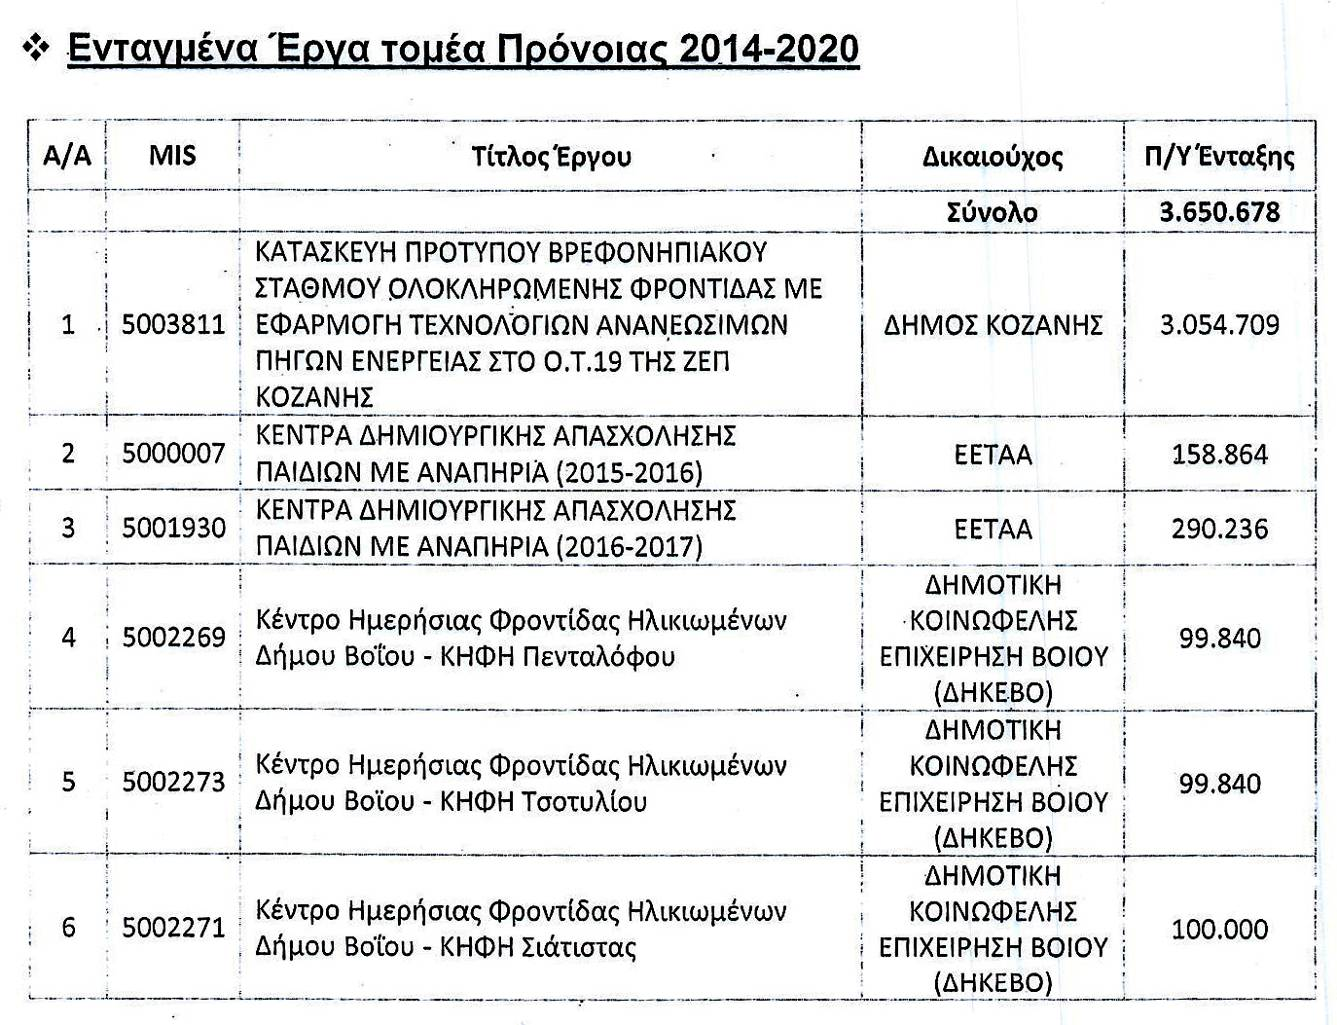 ❖ Ενταγμένα Έργα τομέα Πρόνοιας 2014-2020
Α/Α MIS Τίτλος Έργου Δικαιούχος Π/Υ Ένταξης
Σύνολο 3.650.678
ΚΑΤΑΣΚΕΥΗ ΠΡΟΤΥΠΟΥ ΒΡΕΦΟΝΗΠΙΑΚΟΥ
ΣΤΑΘΜΟΥ ΟΛΟΚΛΗΡΩΜΕΝΗΣ ΦΡΟΝΤΙΔΑΣ ΜΕ
1 5003811 ΕΦΑΡΜΟΓΗ ΤΕΧΝΟΛΟΓΙΩΝ ΑΝΑΝΕΩΣΙΜΩΝ ΔΗΜΟΣ ΚΟΖΑΝΗΣ 3.054.709
ΠΗΓΩΝ ΕΝΕΡΓΕΙΑΣ ΣΤΟ Ο.Τ.19 ΤΗΣ ΖΕΠ
ΚΟΖΑΝΗΣ
2 5000007 ΚΕΝΤΡΑ ΔΗΜΙΟΥΡΓΙΚΗΣ ΑΠΑΣΧΟΛΗΣΗΣ
ΠΑΙΔΙΩΝ ΜΕ ΑΝΑΠΗΡΙΑ (2015-2016) ΕΕΤΑΑ 158.864
3 5001930 ΚΕΝΤΡΑ ΔΗΜΙΟΥΡΓΙΚΗΣ ΑΠΑΣΧΟΛΗΣΗΣ
ΠΑΙΔΙΩΝ ΜΕ ΑΝΑΠΗΡΙΑ (2016-2017) ΕΕΤΑΑ 290.236
4 5002269 Κέντρο Ημερήσιας Φροντίδας Ηλικιωμένων
Δήμου Βοΐου - ΚΗΦΗ Πενταλόφου
ΔΗΜΟΤΙΚΗ
ΚΟΙΝΩΦΕΛΗΣ
ΕΠΙΧΕΙΡΗΣΗ ΒΟΙΟΥ
(ΔΗΚΕΒΟ)
99.840
5 5002273 Κέντρο Ημερήσιας Φροντίδας Ηλικιωμένων
Δήμου Βοϊου - ΚΗΦΗ Τσοτυλίου
ΔΗΜΟΤΙΚΗ
ΚΟΙΝΩΦΕΛΗΣ
ΕΠΙΧΕΙΡΗΣΗ ΒΟΙΟΥ
(ΔΗΚΕΒΟ)
99.840
6 5002271 Κέντρο Ημερήσιας Φροντίδας Ηλικιωμένων
Δήμου Βοΐου - ΚΗΦΗ Σιάτιστας
ΔΗΜΟΤΙΚΗ
ΚΟΙΝΩΦΕΛΗΣ
ΕΠΙΧΕΙΡΗΣΗ ΒΟΙΟΥ
(ΔΗΚΕΒΟ)
100.000